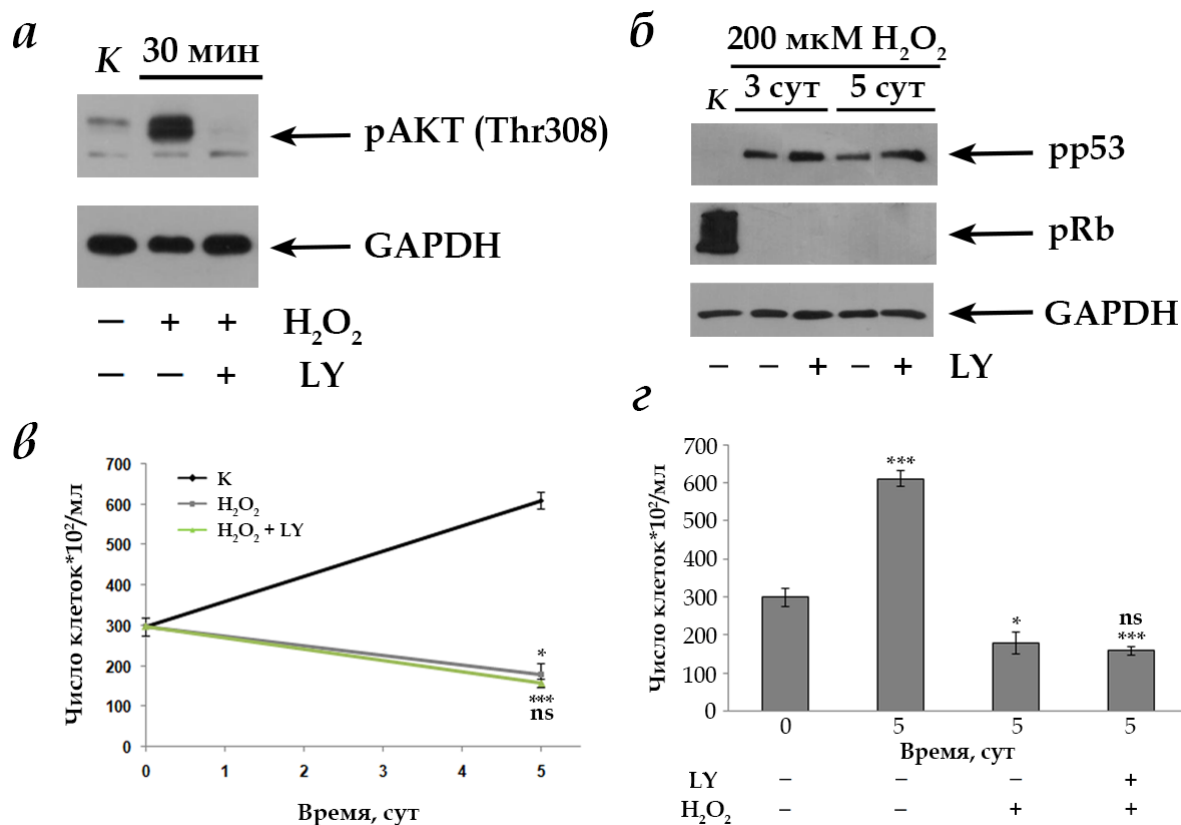 а
K 30 мин
pAKT (Thr308)
GAPDH
– + + H₂O₂
– – + LY
б
200 мкМ H₂O₂
K 3 сут 5 сут
pp53
pRb
GAPDH
– – + – + LY
в
Число клеток*10²/мл
700
600
500
400
300
200
100
0
K
H₂O₂
H₂O₂ + LY
*
***
ns
0 1 2 3 4 5
Время, сут
г
Число клеток*10²/мл
700
600
500
400
300
200
100
0
***
*
ns
***
0 5 5 5
Время, сут
LY – – – +
H₂O₂ – – + +